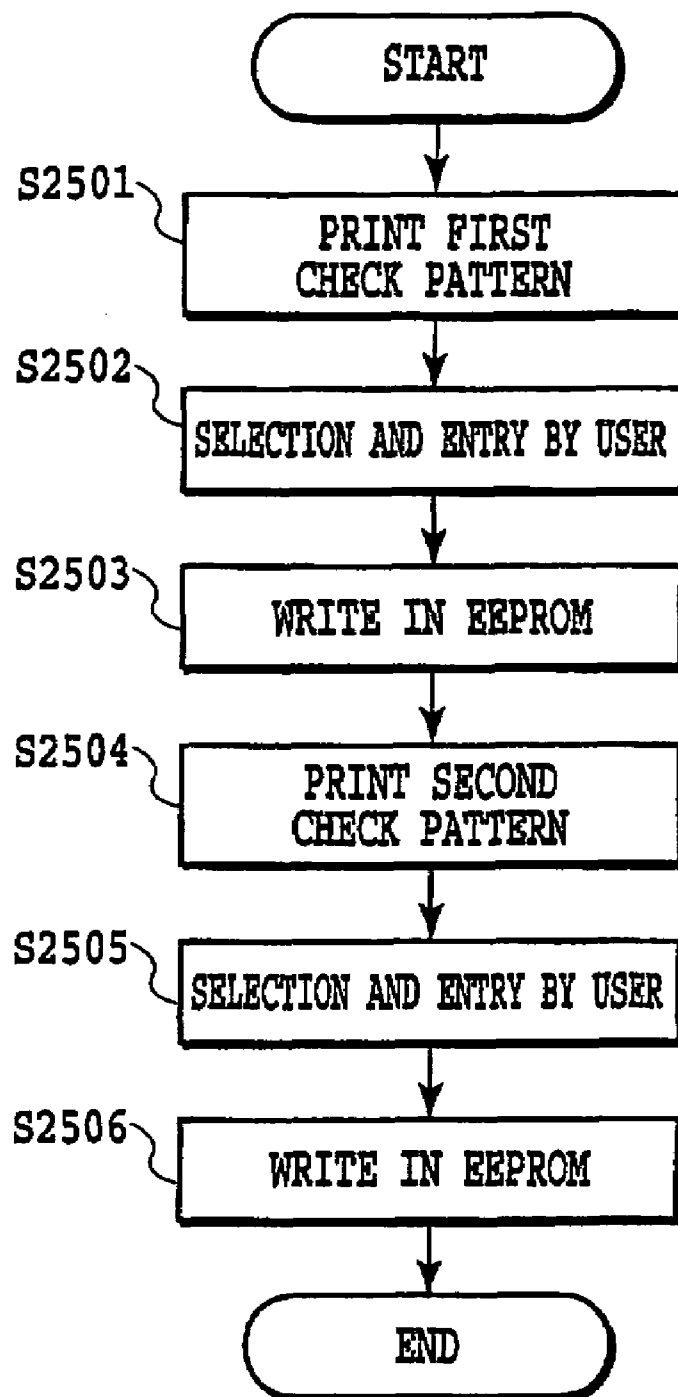 START
S2501
PRINT FIRST
CHECK PATTERN
S2502
SELECTION AND ENTRY BY USER
S2503
WRITE IN EEPROM
S2504
PRINT SECOND
CHECK PATTERN
S2505
SELECTION AND ENTRY BY USER
S2506
WRITE IN EEPROM
END